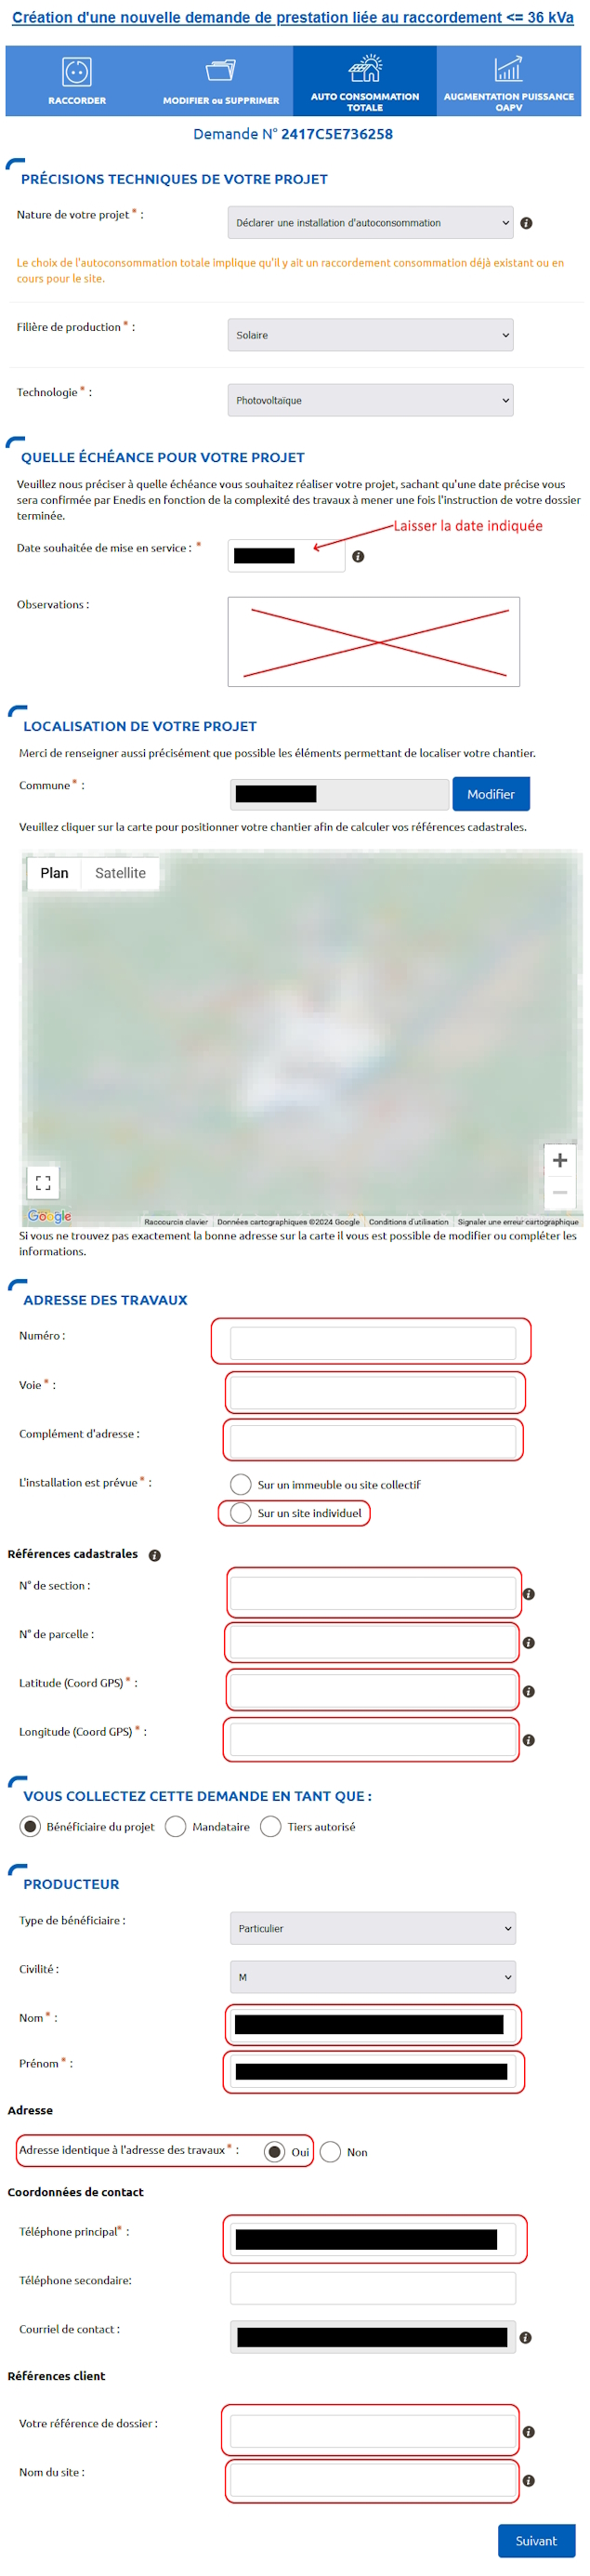 Création d'une nouvelle demande de prestation liée au raccordement <= 36 kVa
RACCORDER
MODIFIER ou SUPPRIMER
AUTO CONSOMMATION
TOTALE
AUGMENTATION PUISSANCE
OAPV
Demande N° 2417C5E736258
PRÉCISIONS TECHNIQUES DE VOTRE PROJET
Nature de votre projet * :
Déclarer une installation d'autoconsommation
Le choix de l'autoconsommation totale implique qu'il y ait un raccordement consommation déjà existant ou en
cours pour le site.
Filière de production * :
Solaire
Technologie * :
Photovoltaïque
QUELLE ÉCHÉANCE POUR VOTRE PROJET
Veuillez nous préciser à quelle échéance vous souhaitez réaliser votre projet, sachant qu'une date précise vous
sera confirmée par Enedis en fonction de la complexité des travaux à mener une fois l'instruction de votre dossier
terminée.
Laisser la date indiquée
Date souhaitée de mise en service : *
Observations :
LOCALISATION DE VOTRE PROJET
Merci de renseigner aussi précisément que possible les éléments permettant de localiser votre chantier.
Commune * :
Modifier
Veuillez cliquer sur la carte pour positionner votre chantier afin de calculer vos références cadastrales.
Plan
Satellite
Google
Raccourcis clavier
Données cartographiques ©2024 Google
Conditions d'utilisation
Signaler une erreur cartographique
Si vous ne trouvez pas exactement la bonne adresse sur la carte il vous est possible de modifier ou compléter les
informations.
ADRESSE DES TRAVAUX
Numéro :
Voie * :
Complément d'adresse :
L'installation est prévue * :
Sur un immeuble ou site collectif
Sur un site individuel
Références cadastrales
N° de section :
N° de parcelle :
Latitude (Coord GPS) * :
Longitude (Coord GPS) * :
VOUS COLLECTEZ CETTE DEMANDE EN TANT QUE :
Bénéficiaire du projet
Mandataire
Tiers autorisé
PRODUCTEUR
Type de bénéficiaire :
Particulier
Civilité :
M
Nom * :
Prénom * :
Adresse
Adresse identique à l'adresse des travaux * :
Oui
Non
Coordonnées de contact
Téléphone principal* :
Téléphone secondaire:
Courriel de contact :
Références client
Votre référence de dossier :
Nom du site :
Suivant